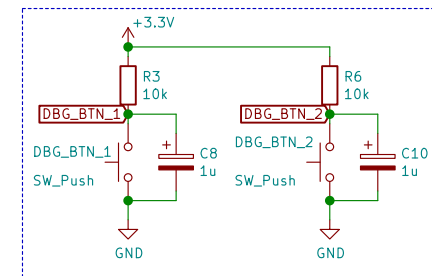 +3.3V
R3
10k
R6
10k
DBG_BTN_1
DBG_BTN_2
DBG_BTN_1
SW_Push
C8
1u
DBG_BTN_2
SW_Push
C10
1u
GND
GND